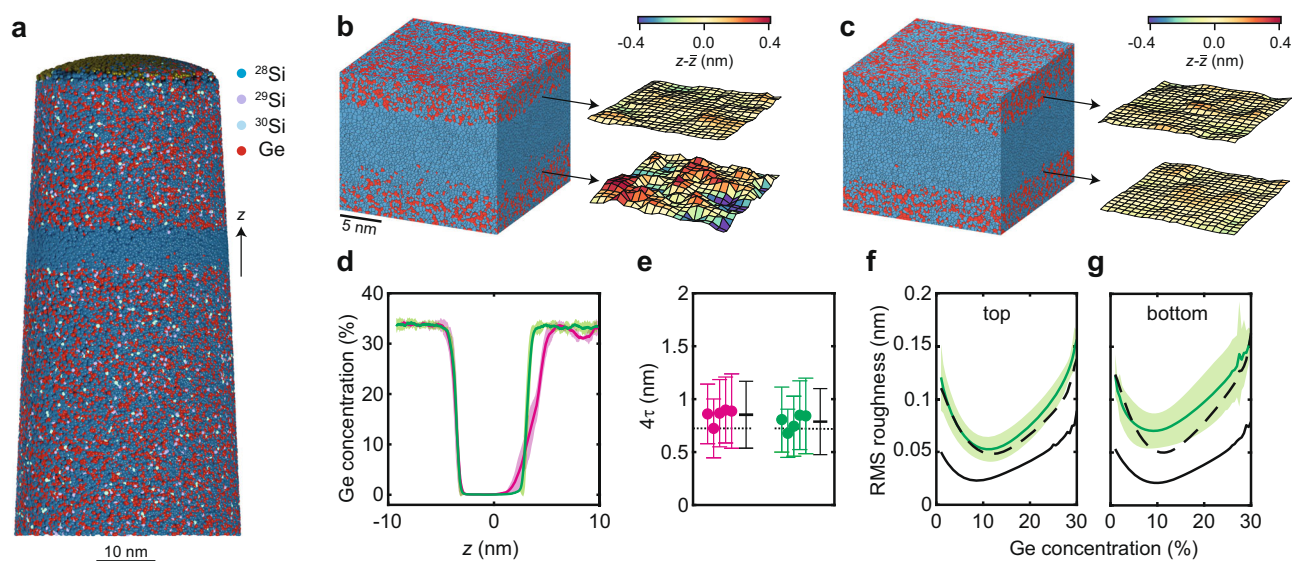 a
28Si
29Si
30Si
Ge
z
10 nm
b
-0.4 0.0 0.4
z-z̄ (nm)
5 nm
c
-0.4 0.0 0.4
z-z̄ (nm)
d
Ge concentration (%)
40
30
20
10
0
-10 0 10
z (nm)
e
4τ (nm)
2
1.5
1
0.5
0
f
top
RMS roughness (nm)
0.2
0.15
0.1
0.05
0
0 10 20 30
g
bottom
0 10 20 30
Ge concentration (%)